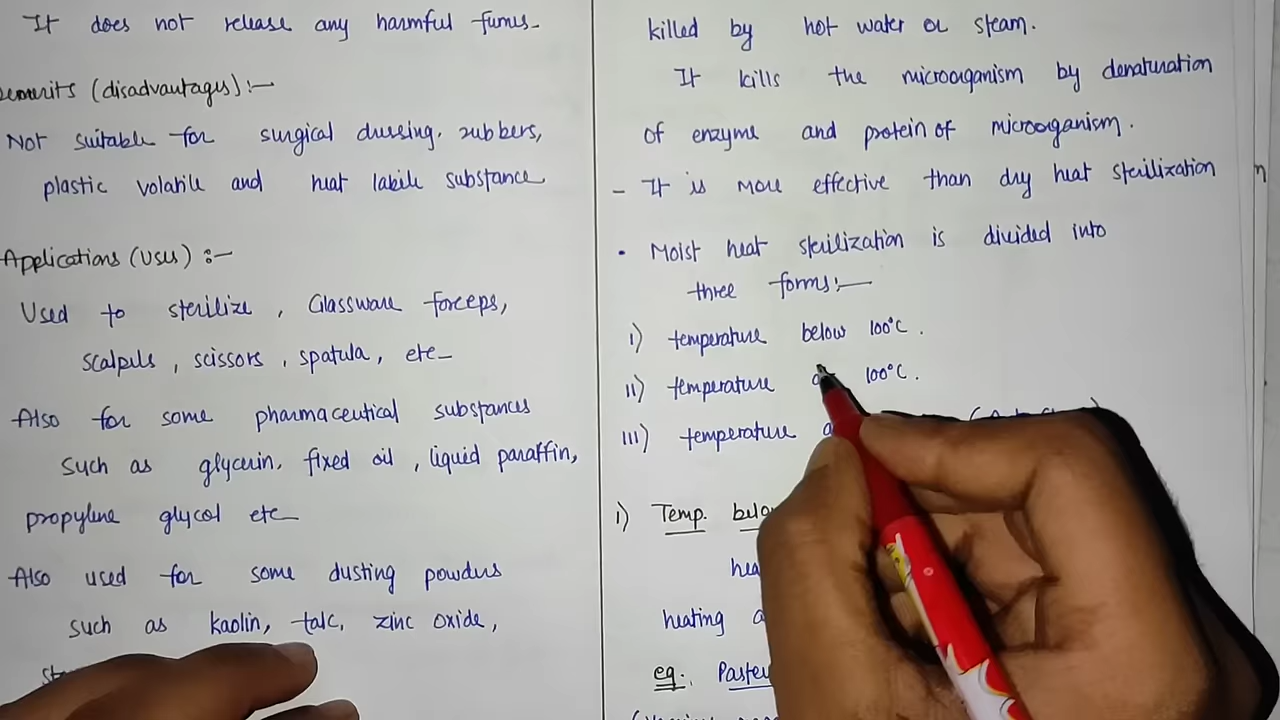 It does not release any harmful fumes-
Demerits (disadvantages) :-
Not suitable for surgical dressing, rubbers,
plastic volatile and heat labile substance
Applications (Uses) :-
Used to sterilize, Glassware forceps,
scalpels, scissors, spatula, etc-
Also for some pharmaceutical substances
such as glycerin, fixed oil, liquid paraffin,
propylene glycol etc-
Also used for some dusting powders
such as kaolin, talc, zinc oxide,
killed by hot water or steam.
It kills the microorganism by denaturation
of enzyme and protein of microorganism.
- It is more effective than dry heat sterilization
• Moist heat sterilization is divided into
three forms:-
i) temperature below 100°C.
ii) temperature 100°C.
iii) temperature
i) Temp.
heating
eg.